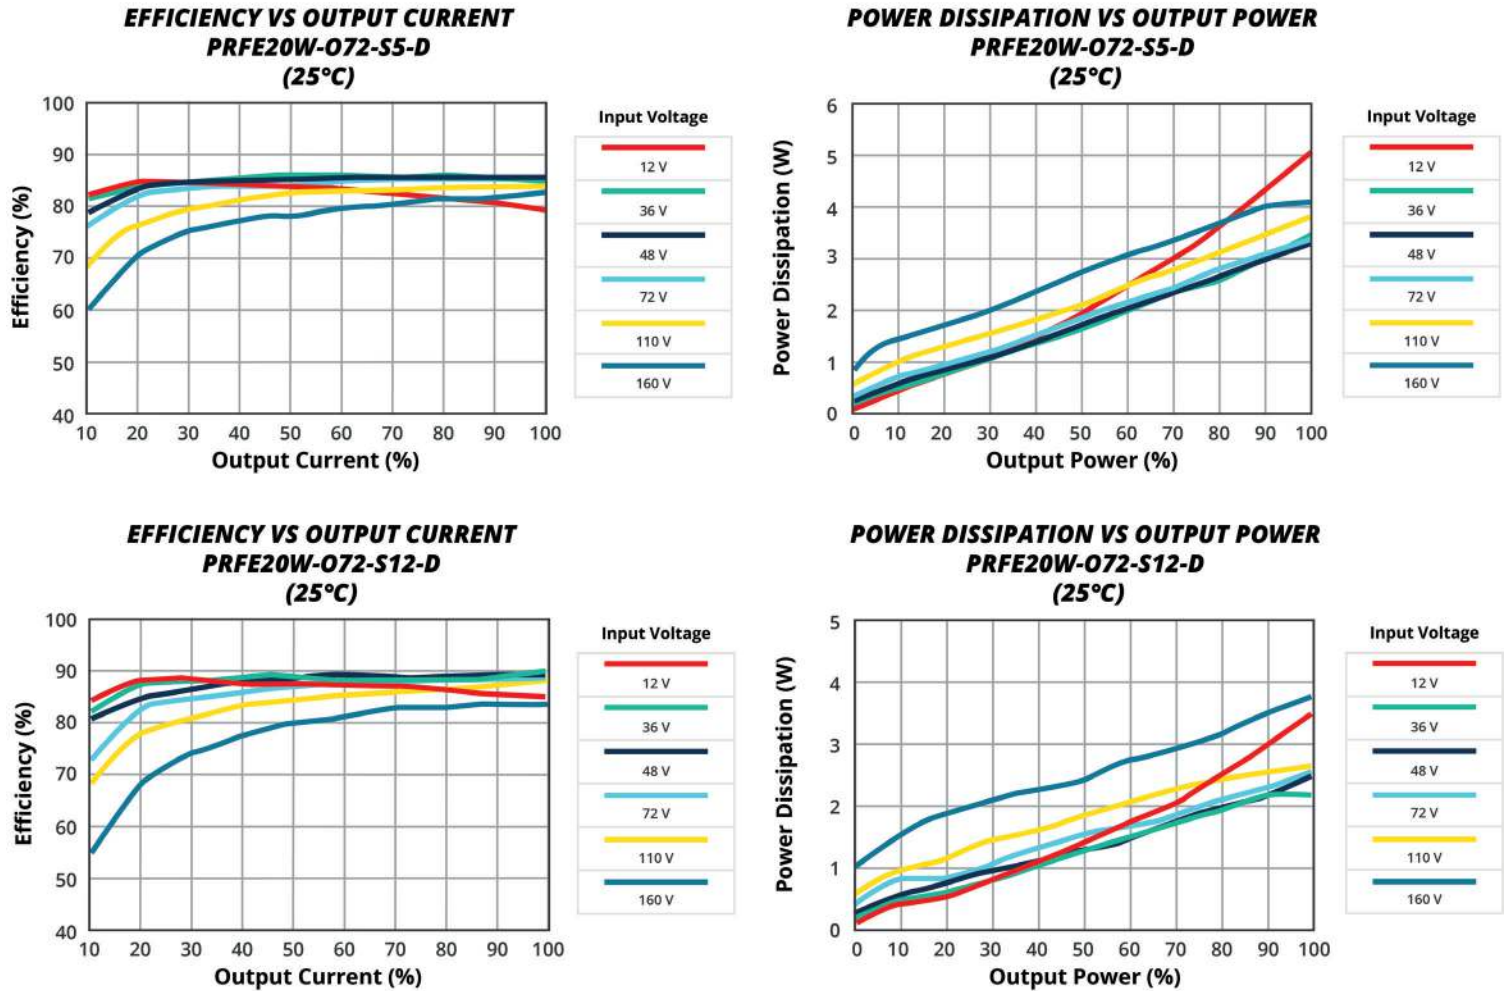 EFFICIENCY VS OUTPUT CURRENT
PRFE20W-O72-S5-D
(25°C)
100
90
80
70
60
50
40
Efficiency (%)
10 20 30 40 50 60 70 80 90 100
Output Current (%)
Input Voltage
12 V
36 V
48 V
72 V
110 V
160 V
POWER DISSIPATION VS OUTPUT POWER
PRFE20W-O72-S5-D
(25°C)
6
5
4
3
2
1
0
Power Dissipation (W)
0 10 20 30 40 50 60 70 80 90 100
Output Power (%)
Input Voltage
12 V
36 V
48 V
72 V
110 V
160 V
EFFICIENCY VS OUTPUT CURRENT
PRFE20W-O72-S12-D
(25°C)
100
90
80
70
60
50
40
Efficiency (%)
10 20 30 40 50 60 70 80 90 100
Output Current (%)
Input Voltage
12 V
36 V
48 V
72 V
110 V
160 V
POWER DISSIPATION VS OUTPUT POWER
PRFE20W-O72-S12-D
(25°C)
5
4
3
2
1
0
Power Dissipation (W)
0 10 20 30 40 50 60 70 80 90 100
Output Power (%)
Input Voltage
12 V
36 V
48 V
72 V
110 V
160 V